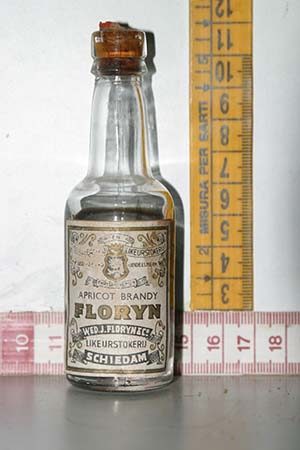 APRICOT BRANDY
FLORYN
WED. J. FLORYN & Co.
LIKEURSTOKERIJ
SCHIEDAM
MISURA PER SARTI
2
15
12
11
10
9
8
7
6
5
4
3
10
11
16
17
18